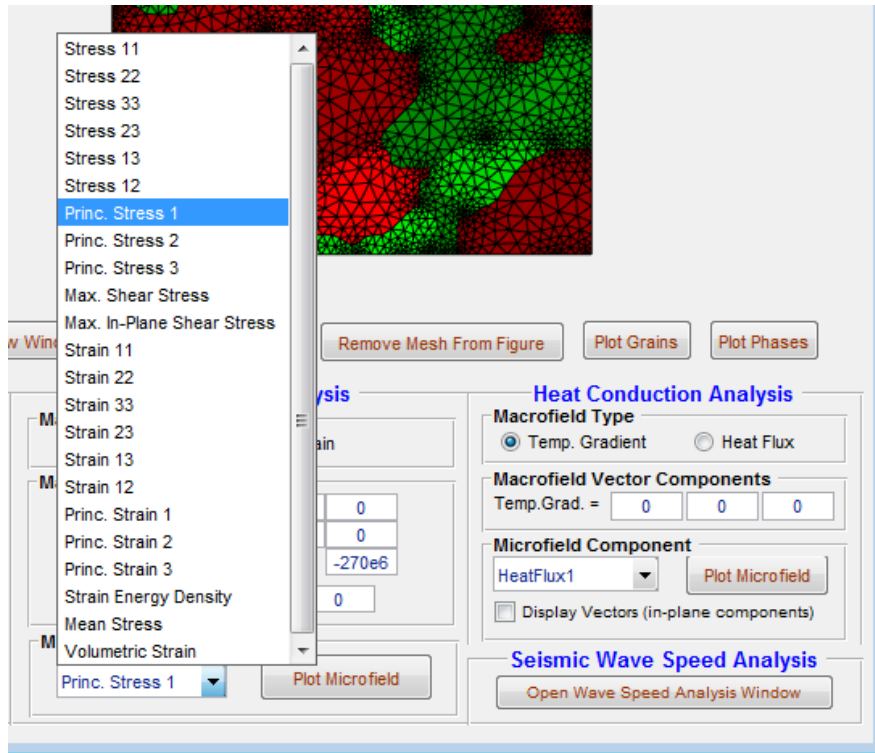 Stress 11
Stress 22
Stress 33
Stress 23
Stress 13
Stress 12
Princ. Stress 1
Princ. Stress 2
Princ. Stress 3
Max. Shear Stress
Max. In-Plane Shear Stress
Strain 11
Strain 22
Strain 33
Strain 23
Strain 13
Strain 12
Princ. Strain 1
Princ. Strain 2
Princ. Strain 3
Strain Energy Density
Mean Stress
Volumetric Strain
Princ. Stress 1
Plot Microfield
0
0
-270e6
0
Remove Mesh From Figure
Plot Grains
Plot Phases
Heat Conduction Analysis
Macrofield Type
Temp. Gradient
Heat Flux
Macrofield Vector Components
Temp.Grad. =
0
0
0
Microfield Component
HeatFlux1
Plot Microfield
Display Vectors (in-plane components)
Seismic Wave Speed Analysis
Open Wave Speed Analysis Window